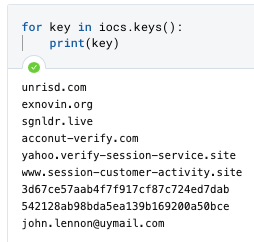 for key in iocs.keys():
    print(key)
unrisd.com
exnovin.org
sgnldr.live
acconut-verify.com
yahoo.verify-session-service.site
www.session-customer-activity.site
3d67ce57aab4f7f917cf87c724ed7dab
542128ab98bda5ea139b169200a50bce
john.lennon@uymail.com